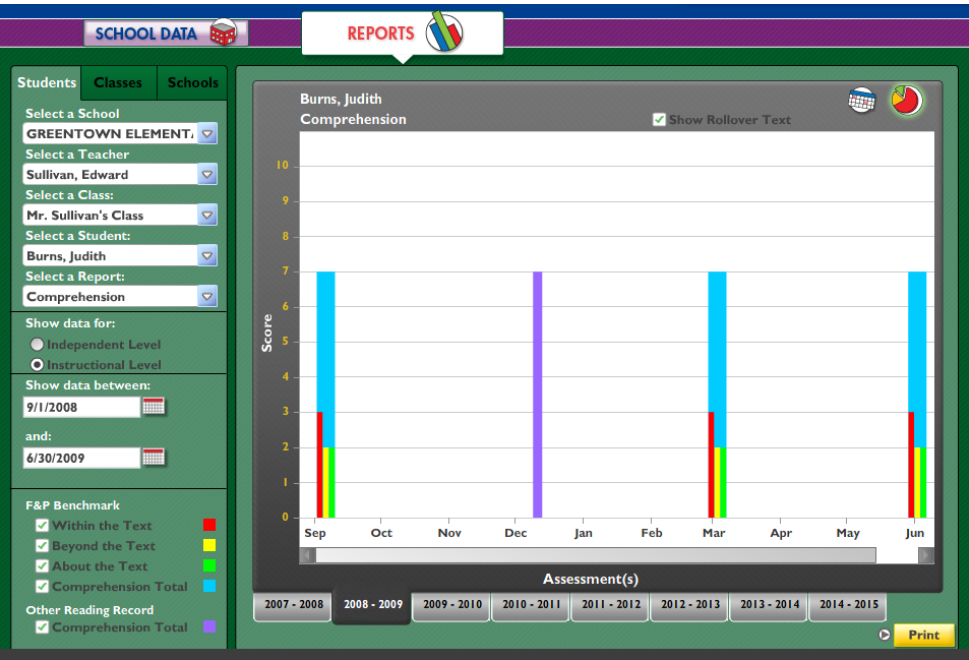 SCHOOL DATA
REPORTS
Students Classes Schools
Select a School
GREENTOWN ELEMENT
Select a Teacher
Sullivan, Edward
Select a Class:
Mr. Sullivan's Class
Select a Student:
Burns, Judith
Select a Report:
Comprehension
Show data for:
Independent Level
Instructional Level
Show data between:
9/1/2008
and:
6/30/2009
F&P Benchmark
Within the Text
Beyond the Text
About the Text
Comprehension Total
Other Reading Record
Comprehension Total
Burns, Judith
Comprehension
Show Rollover Text
Score
10
9
8
7
6
5
4
3
2
1
0
Sep Oct Nov Dec Jan Feb Mar Apr May Jun
Assessment(s)
2007 - 2008 2008 - 2009 2009 - 2010 2010 - 2011 2011 - 2012 2012 - 2013 2013 - 2014 2014 - 2015
Print